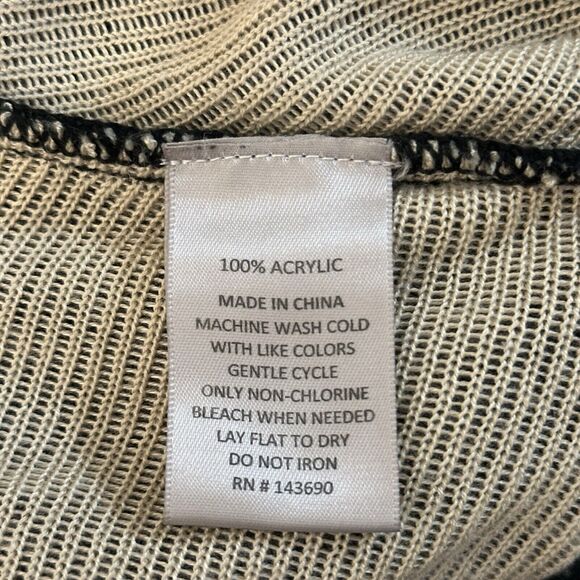 100% ACRYLIC
MADE IN CHINA
MACHINE WASH COLD
WITH LIKE COLORS
GENTLE CYCLE
ONLY NON-CHLORINE
BLEACH WHEN NEEDED
LAY FLAT TO DRY
DO NOT IRON
RN # 143690